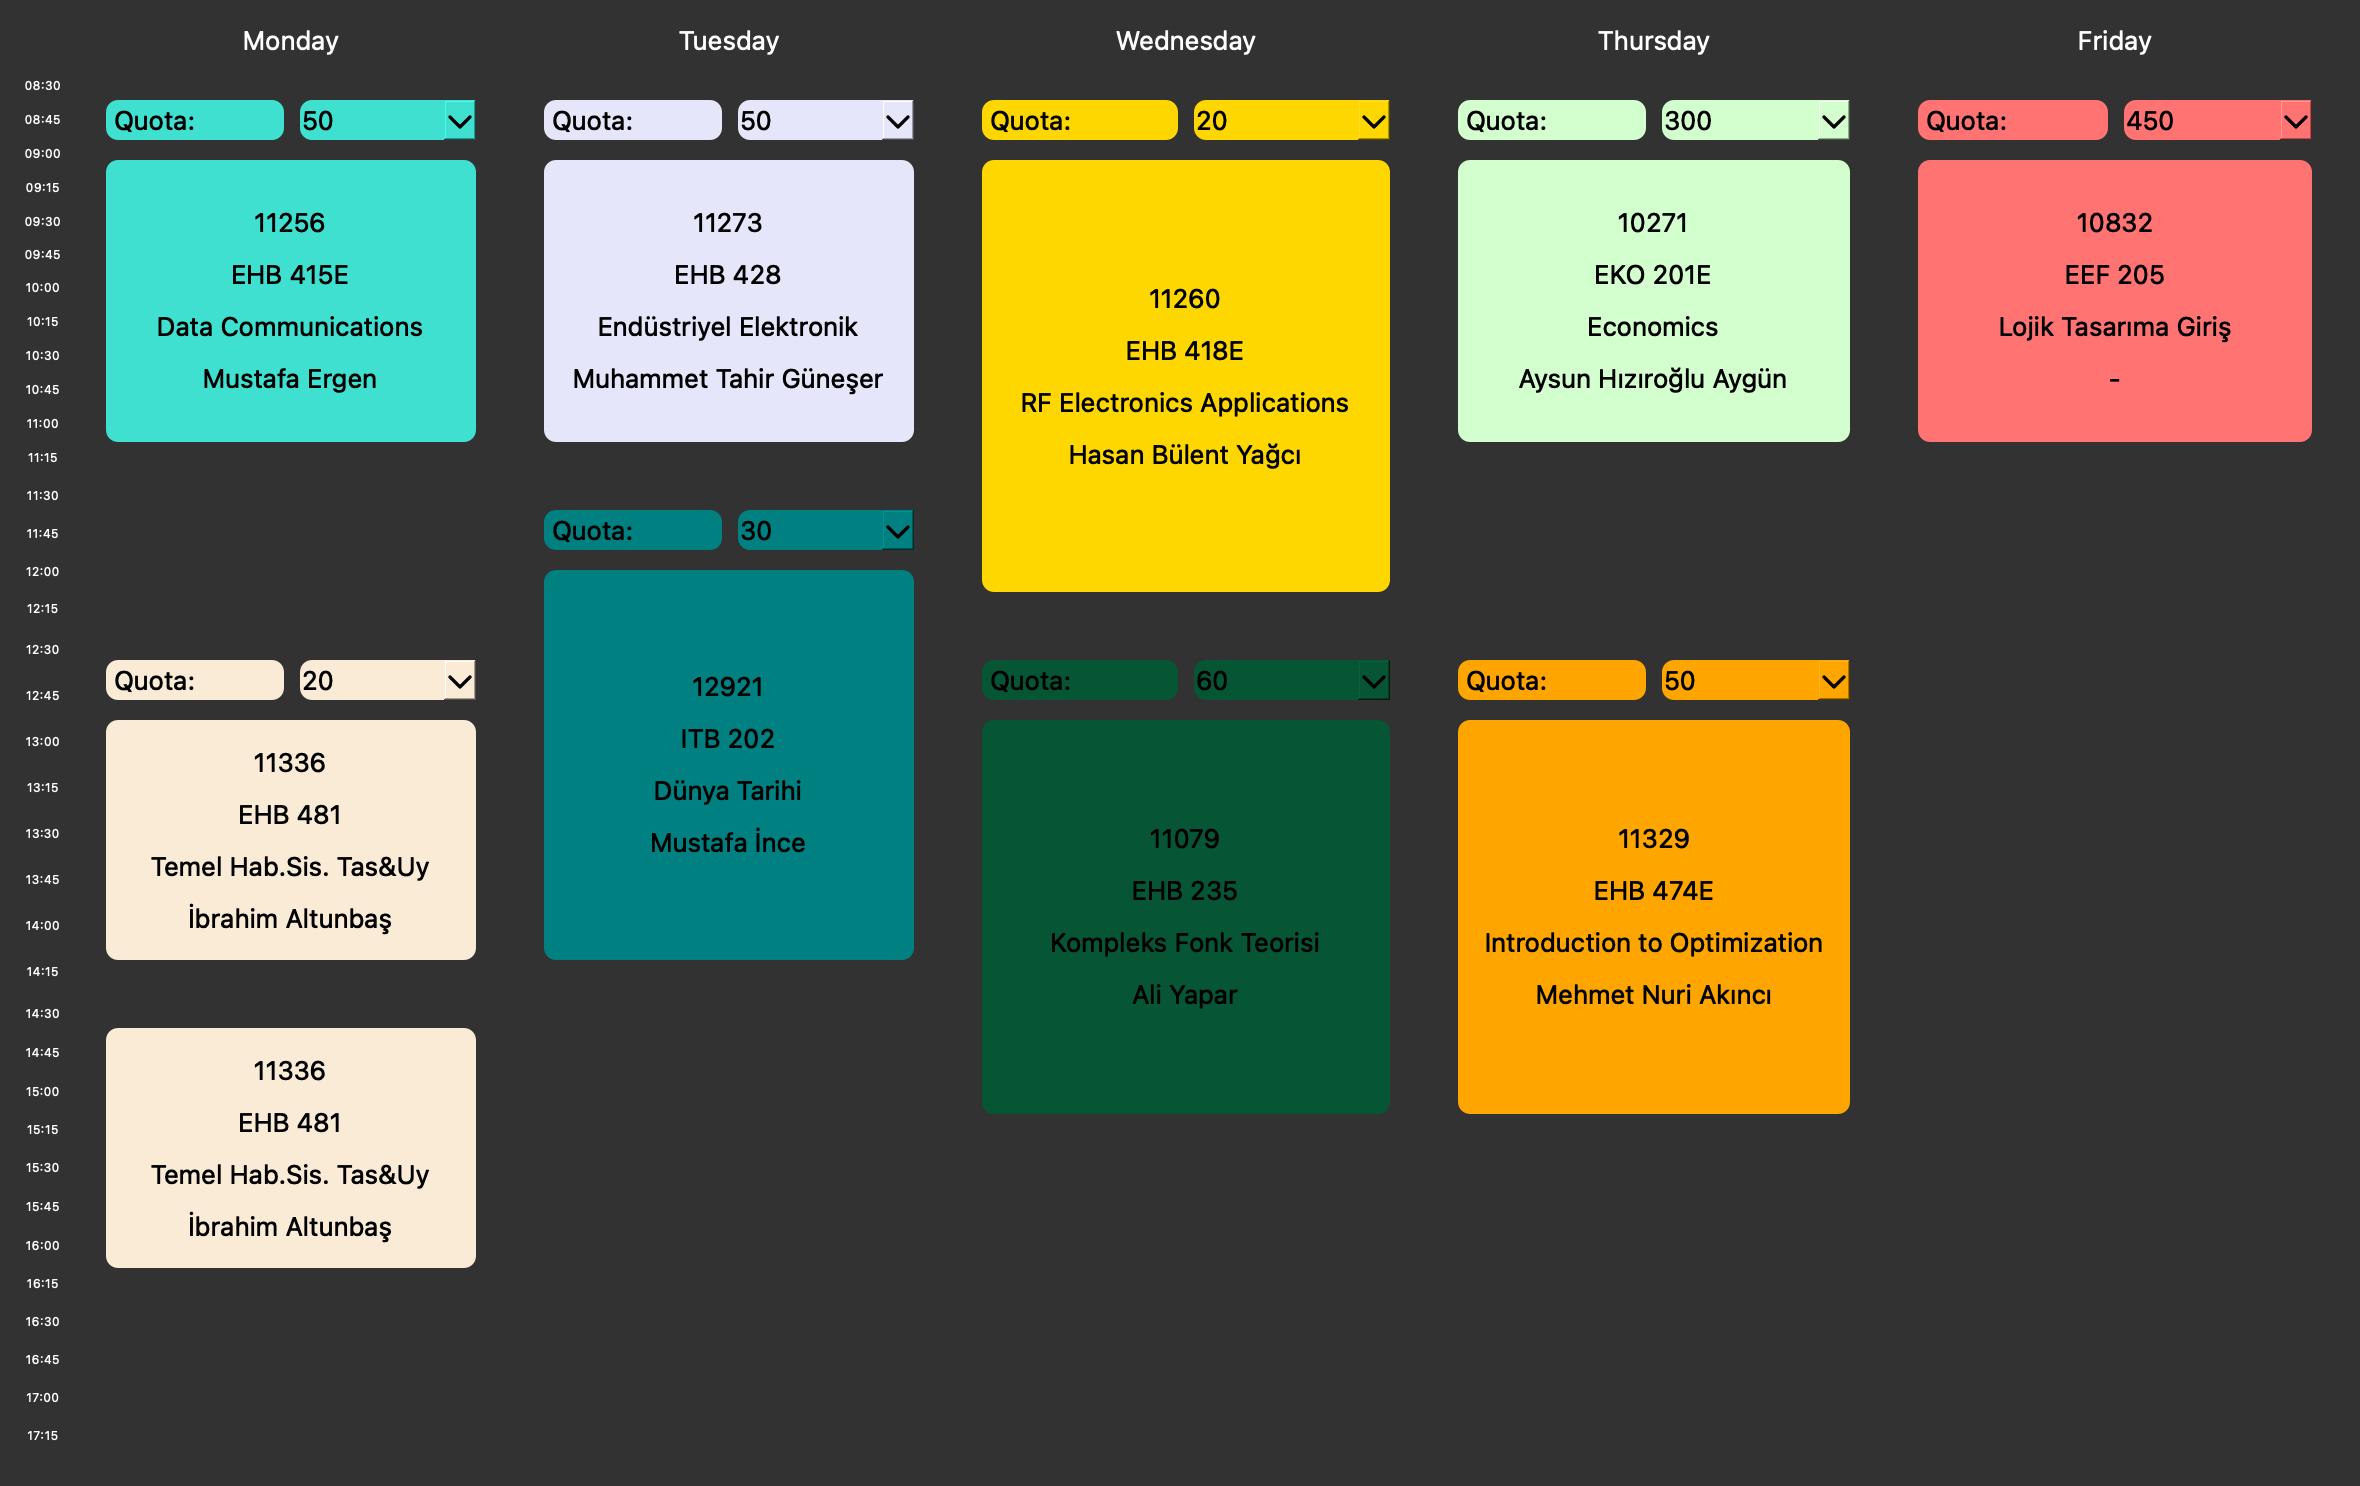 Monday
Tuesday
Wednesday
Thursday
Friday
08:30
08:45
09:00
09:15
09:30
09:45
10:00
10:15
10:30
10:45
11:00
11:15
11:30
11:45
12:00
12:15
12:30
12:45
13:00
13:15
13:30
13:45
14:00
14:15
14:30
14:45
15:00
15:15
15:30
15:45
16:00
16:15
16:30
16:45
17:00
17:15
Quota: 50
11256
EHB 415E
Data Communications
Mustafa Ergen
Quota: 20
11336
EHB 481
Temel Hab.Sis. Tas&Uy
İbrahim Altunbaş
11336
EHB 481
Temel Hab.Sis. Tas&Uy
İbrahim Altunbaş
Quota: 50
11273
EHB 428
Endüstriyel Elektronik
Muhammet Tahir Güneşer
Quota: 30
12921
ITB 202
Dünya Tarihi
Mustafa İnce
Quota: 20
11260
EHB 418E
RF Electronics Applications
Hasan Bülent Yağcı
Quota: 60
11079
EHB 235
Kompleks Fonk Teorisi
Ali Yapar
Quota: 300
10271
EKO 201E
Economics
Aysun Hızıroğlu Aygün
Quota: 50
11329
EHB 474E
Introduction to Optimization
Mehmet Nuri Akıncı
Quota: 450
10832
EEF 205
Lojik Tasarıma Giriş
-